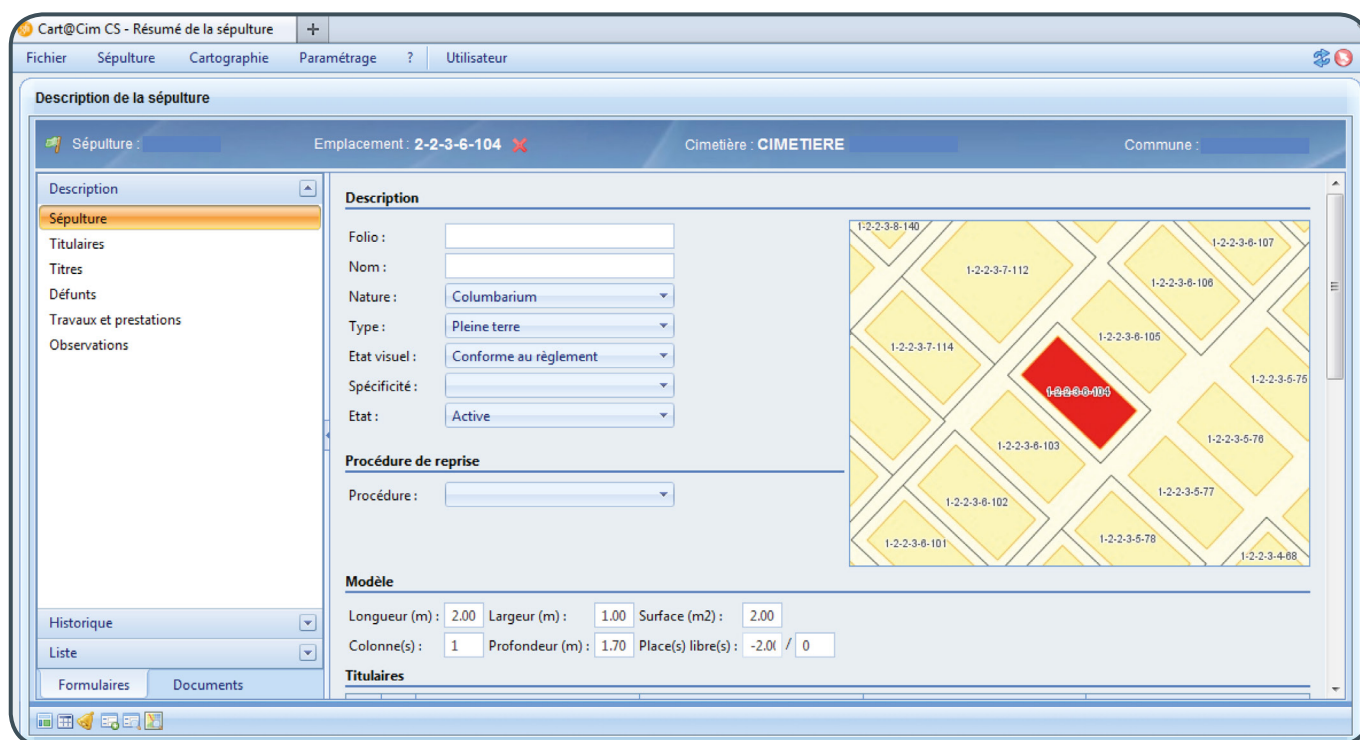 Cart@Cim CS - Résumé de la sépulture
Fichier Sépulture Cartographie Paramétrage ? Utilisateur
Description de la sépulture
Sépulture : Emplacement : 2-2-3-6-104 Cimetière : CIMETIERE Commune :
Description
Sépulture
Titulaires
Titres
Défunts
Travaux et prestations
Observations
Historique
Liste
Formulaires Documents
Description
Folio :
Nom :
Nature : Columbarium
Type : Pleine terre
Etat visuel : Conforme au règlement
Spécificité :
Etat : Active
Procédure de reprise
Procédure :
1-2-2-3-8-140
1-2-2-3-6-107
1-2-2-3-7-112
1-2-2-3-6-106
1-2-2-3-6-105
1-2-2-3-7-114
1-2-2-3-5-75
1-2-2-3-6-104
1-2-2-3-5-76
1-2-2-3-6-103
1-2-2-3-5-77
1-2-2-3-6-102
1-2-2-3-5-78
1-2-2-3-6-101
1-2-2-3-4-68
Modèle
Longueur (m) : 2.00 Largeur (m) : 1.00 Surface (m2) : 2.00
Colonne(s) : 1 Profondeur (m) : 1.70 Place(s) libre(s) : -2.0 / 0
Titulaires